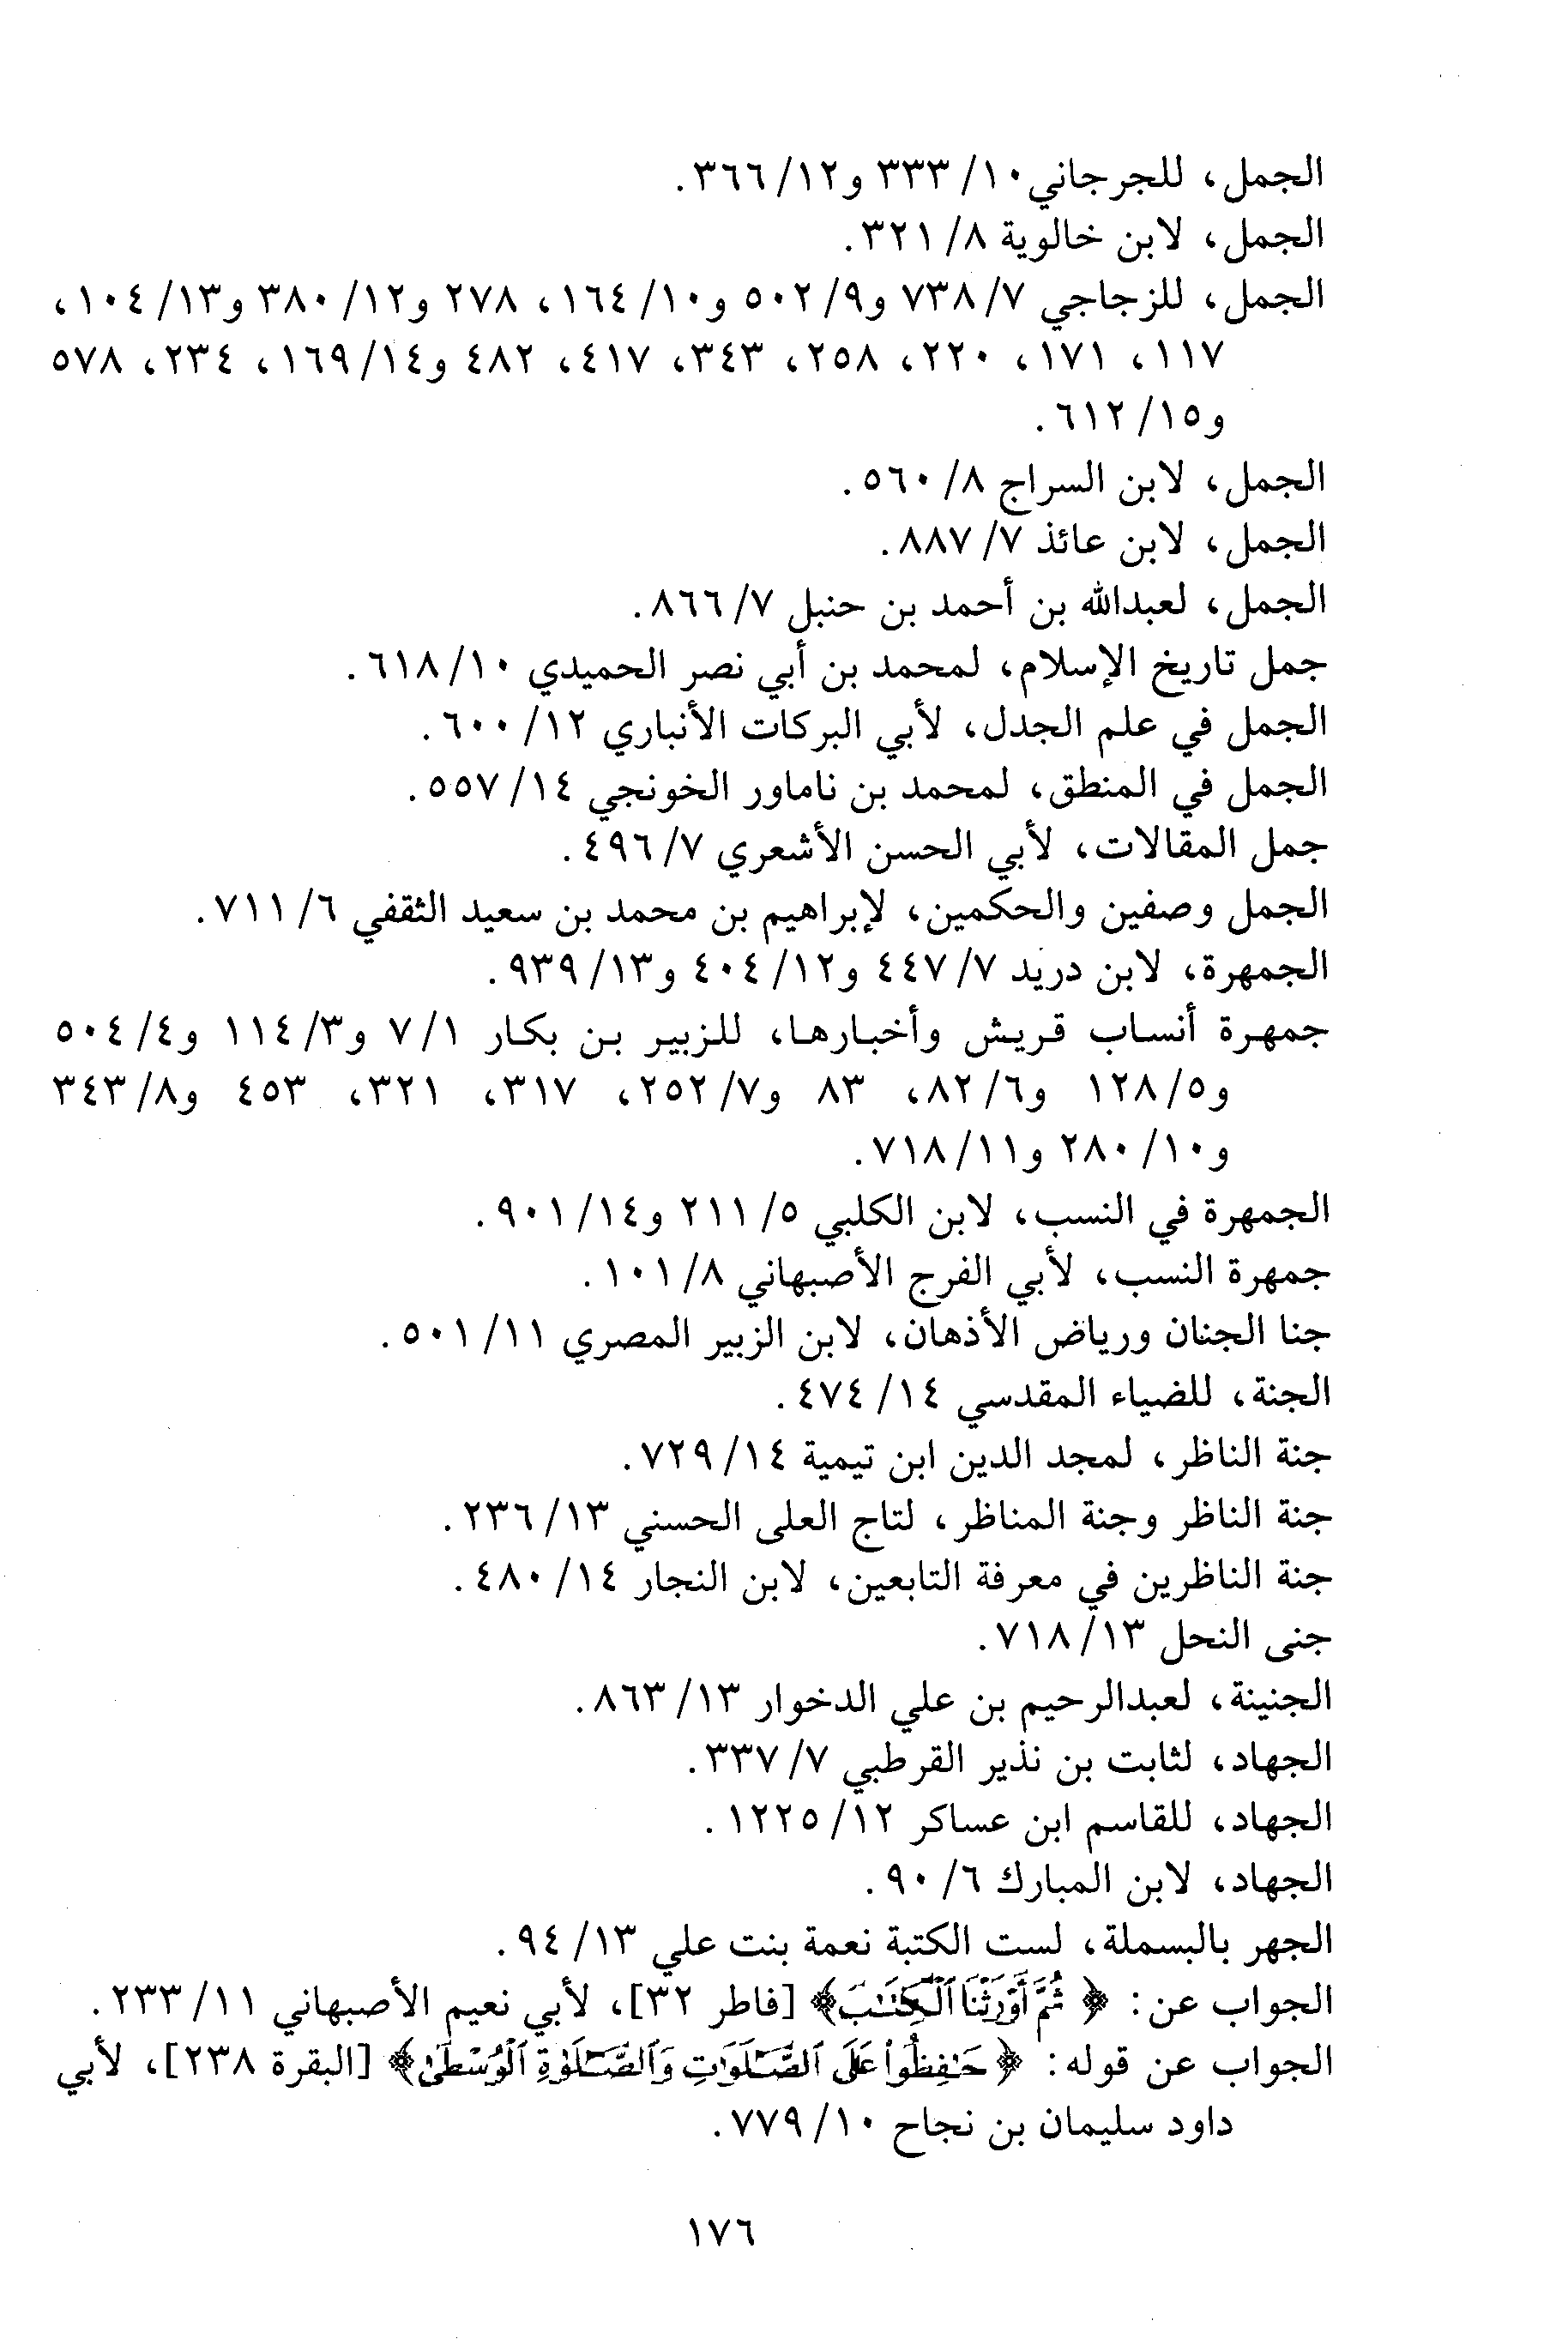 الجمل، للجرجاني١٠/ ٣٣٣ و١٢/ ٣٦٦.
الجمل، لابن خالوية ٨/ ٣٢١.
الجمل، للزجاجي ٧/ ٧٣٨ و٩/ ٥٠٢ و١٠/ ١٦٤، ٢٧٨ و١٢/ ٣٨٠ و١٣/ ١٠٤،
١١٧، ١٧١، ٢٢٠، ٢٥٨، ٣٤٣، ٤١٧، ٤٨٢ و١٤/ ١٦٩، ٢٣٤، ٥٧٨
و١٥/ ٦١٢.
الجمل، لابن السراج ٨/ ٥٦٠.
الجمل، لابن عائذ ٧/ ٨٨٧.
الجمل، لعبدالله بن أحمد بن حنبل ٧/ ٨٦٦.
جمل تاريخ الإسلام، لمحمد بن أبي نصر الحميدي ١٠/ ٦١٨.
الجمل في علم الجدل، لأبي البركات الأنباري ١٢/ ٦٠٠.
الجمل في المنطق، لمحمد بن ناماور الخونجي ١٤/ ٥٥٧.
جمل المقالات، لأبي الحسن الأشعري ٧/ ٤٩٦.
الجمل وصفين والحكمين، لإبراهيم بن محمد بن سعيد الثقفي ٦/ ٧١١.
الجمهرة، لابن دريد ٧/ ٤٤٧ و١٢/ ٤٠٤ و١٣/ ٩٣٩.
جمهرة أنساب قريش وأخبارها، للزبير بن بكار ١/ ٧ و٣/ ١١٤ و٤/ ٥٠٤
و٥/ ١٢٨ و٦/ ٨٢، ٨٣ و٧/ ٢٥٢، ٣١٧، ٣٢١، ٤٥٣ و٨/ ٣٤٣
و١٠/ ٢٨٠ و١١/ ٧١٨.
الجمهرة في النسب، لابن الكلبي ٥/ ٢١١ و١٤/ ٩٠١.
جمهرة النسب، لأبي الفرج الأصبهاني ٨/ ١٠١.
جنا الجنان ورياض الأذهان، لابن الزبير المصري ١١/ ٥٠١.
الجنة، للضياء المقدسي ١٤/ ٤٧٤.
جنة الناظر، لمجد الدين ابن تيمية ١٤/ ٧٢٩.
جنة الناظر وجنة المناظر، لتاج العلى الحسني ١٣/ ٢٣٦.
جنة الناظرين في معرفة التابعين، لابن النجار ١٤/ ٤٨٠.
جنى النحل ١٣/ ٧١٨.
الجنينة، لعبدالرحيم بن علي الدخوار ١٣/ ٨٦٣.
الجهاد، لثابت بن نذير القرطبي ٧/ ٣٣٧.
الجهاد، للقاسم ابن عساكر ١٢/ ١٢٢٥.
الجهاد، لابن المبارك ٦/ ٩٠.
الجهر بالبسملة، لست الكتبة نعمة بنت علي ١٣/ ٩٤.
الجواب عن: ﴿ثُمَّ أَوْرَثْنَا ٱلْكِتَٰبَ﴾ [فاطر ٣٢]، لأبي نعيم الأصبهاني ١١/ ٢٣٣.
الجواب عن قوله: ﴿حَٰفِظُواْ عَلَى ٱلصَّلَوَٰتِ وَٱلصَّلَوٰةِ ٱلْوُسْطَىٰ﴾ [البقرة ٢٣٨]، لأبي
داود سليمان بن نجاح ١٠/ ٧٧٩.
١٧٦